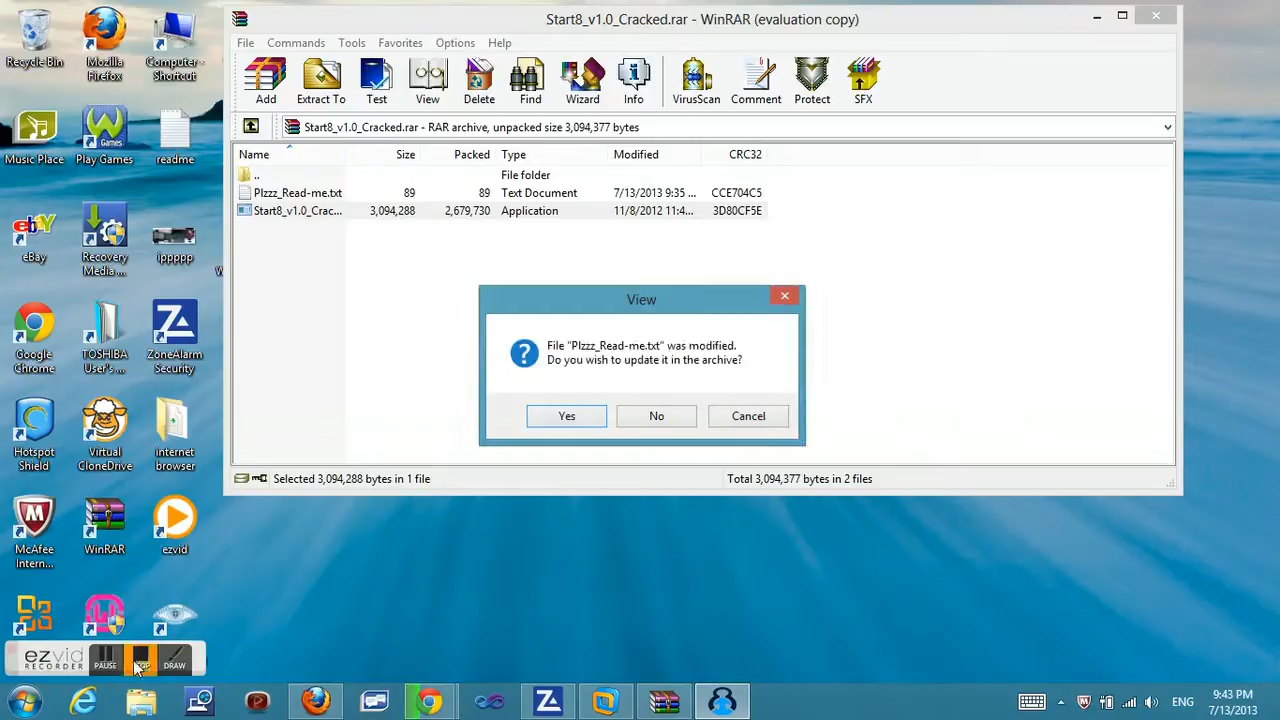 Start8_v1.0_Cracked.rar - WinRAR (evaluation copy)
File Commands Tools Favorites Options Help
Add Extract To Test View Delete Find Wizard Info VirusScan Comment Protect SFX
Start8_v1.0_Cracked.rar - RAR archive, unpacked size 3,094,377 bytes
Name Size Packed Type Modified CRC32
.. File folder
Plzzz_Read-me.txt 89 89 Text Document 7/13/2013 9:35 ... CCE704C5
Start8_v1.0_Crac... 3,094,288 2,679,730 Application 11/8/2012 11:4... 3D80CF5E
View
File "Plzzz_Read-me.txt" was modified.
Do you wish to update it in the archive?
Yes No Cancel
Selected 3,094,288 bytes in 1 file Total 3,094,377 bytes in 2 files
Recycle Bin
Mozilla
Firefox
Computer -
Shortcut
Music Place
Games
Play Games
readme
ebY
eBay
Recovery
Media ...
ippppp
Google
Chrome
TOSHIBA
User's ...
ZoneAlarm
Security
Hotspot
Shield
Virtual
CloneDrive
internet
browser
McAfee
Intern...
WinRAR
ezvid
ezvid
RECORDER
PAUSE
DRAW
ENG
9:43 PM
7/13/2013